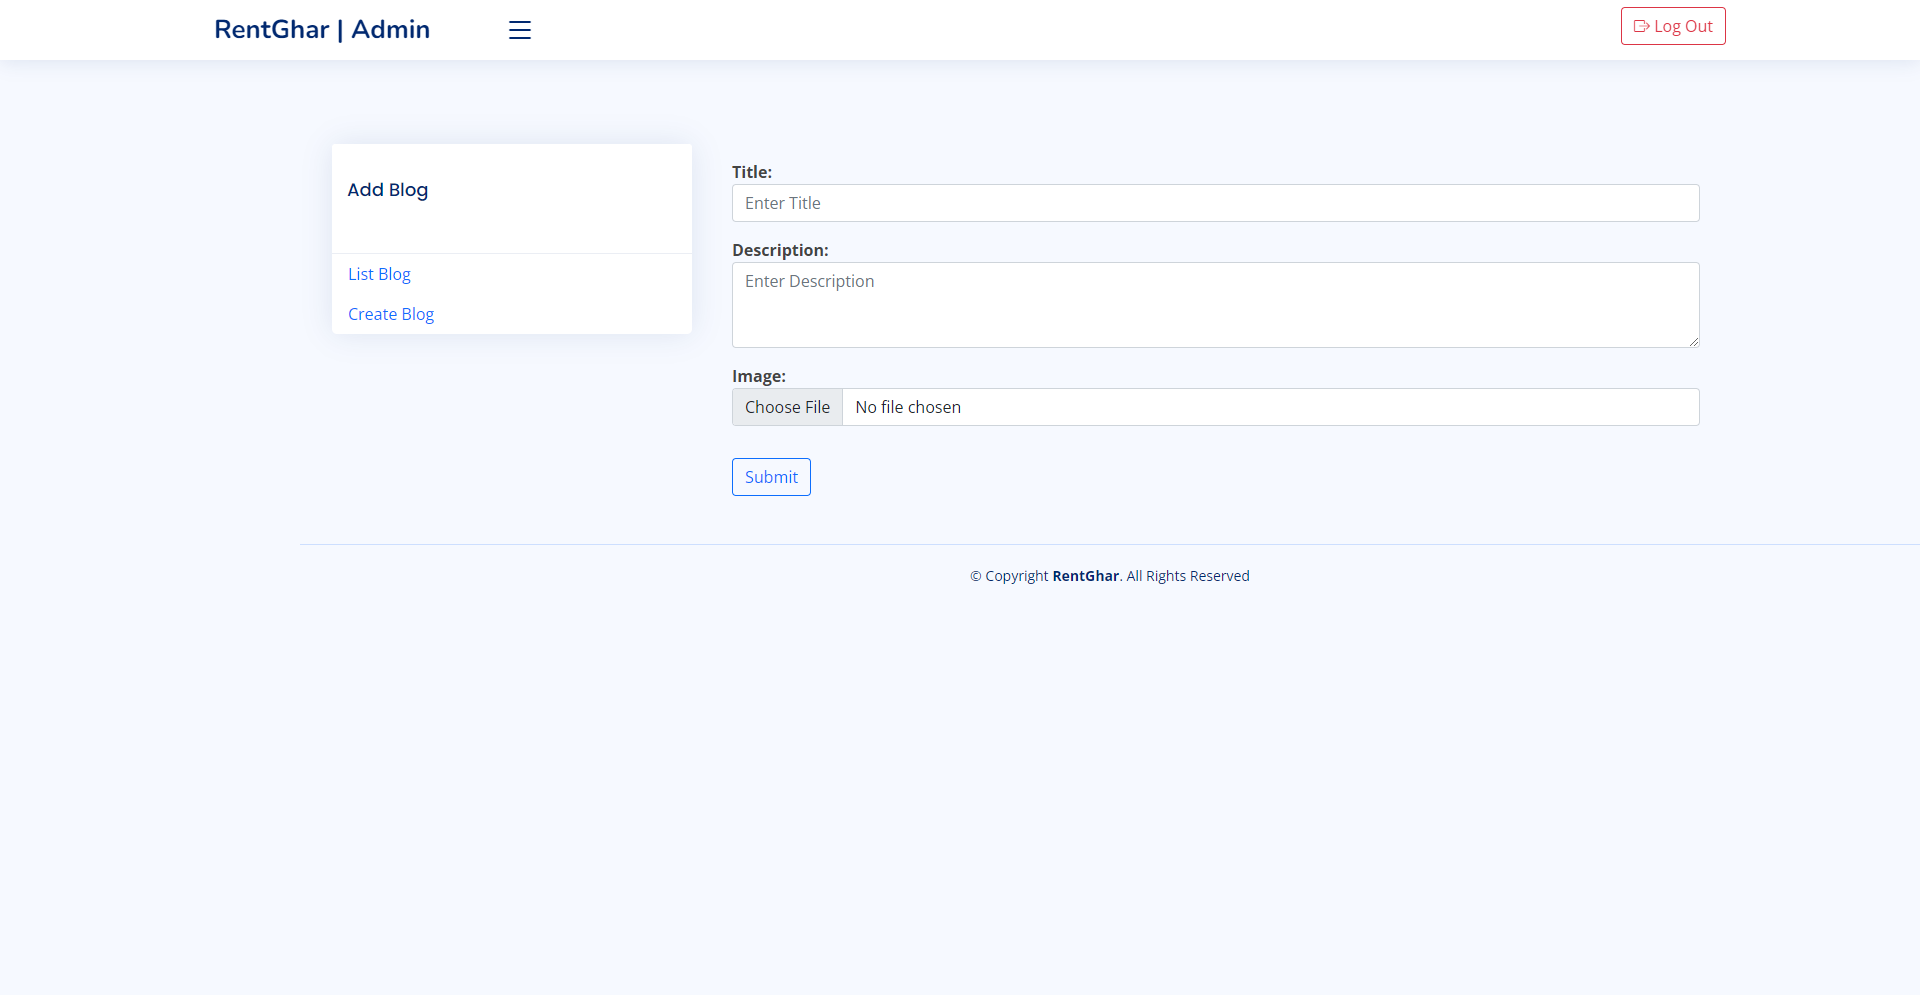 RentGhar | Admin
Log Out
Add Blog
List Blog
Create Blog
Title:
Enter Title
Description:
Enter Description
Image:
Choose File No file chosen
Submit
© Copyright RentGhar. All Rights Reserved